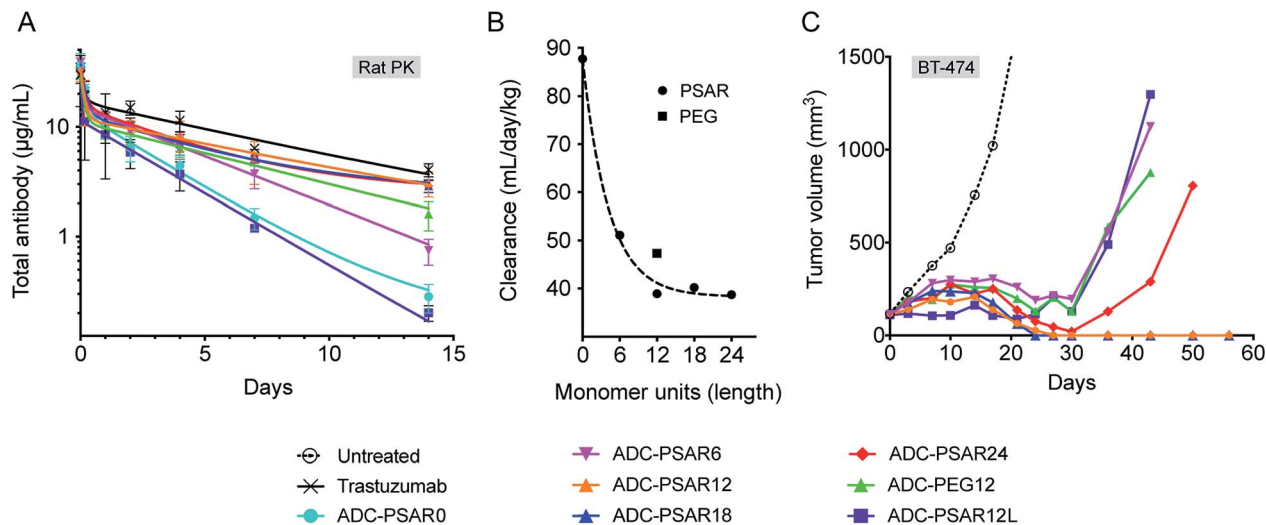 A
B
C
Rat PK
Total antibody (µg/mL)
10
1
0
5
10
15
Days
Clearance (mL/day/kg)
90
80
70
60
50
40
PSAR
PEG
0
6
12
18
24
Monomer units (length)
BT-474
Tumor volume (mm³)
1500
1000
500
0
0
10
20
30
40
50
60
Days
Untreated
Trastuzumab
ADC-PSAR0
ADC-PSAR6
ADC-PSAR12
ADC-PSAR18
ADC-PSAR24
ADC-PEG12
ADC-PSAR12L